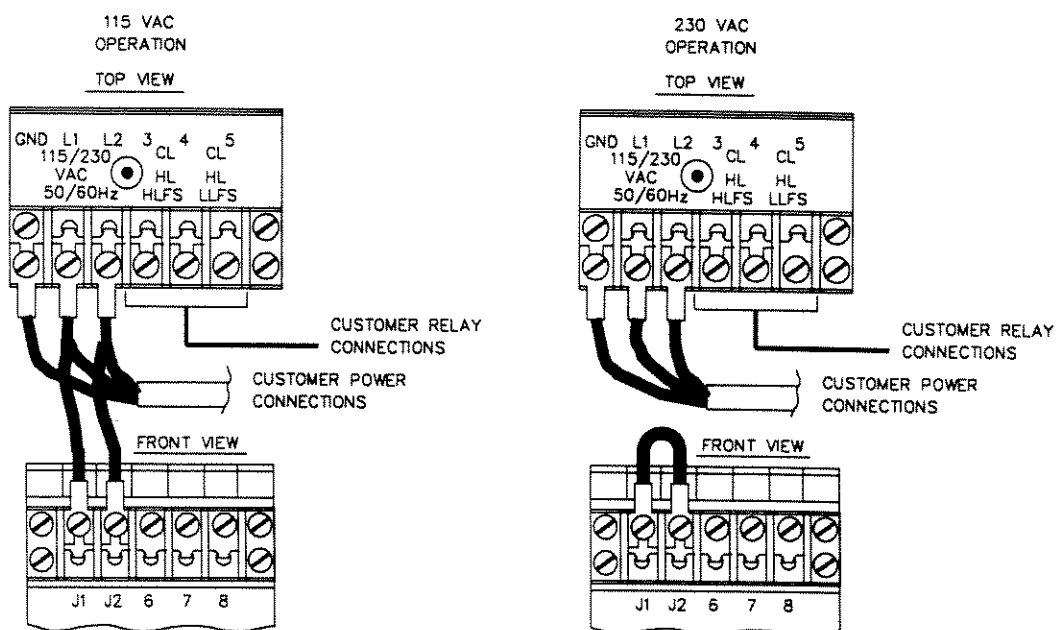 115 VAC
OPERATION
TOP VIEW
GND L1 L2 3 4 5
115/230 CL CL
VAC HL HL
50/60Hz HLFS LLFS
CUSTOMER RELAY
CONNECTIONS
CUSTOMER POWER
CONNECTIONS
FRONT VIEW
J1 J2 6 7 8
230 VAC
OPERATION
TOP VIEW
GND L1 L2 3 4 5
115/230 CL CL
VAC HL HL
50/60Hz HLFS LLFS
CUSTOMER RELAY
CONNECTIONS
CUSTOMER POWER
CONNECTIONS
FRONT VIEW
J1 J2 6 7 8